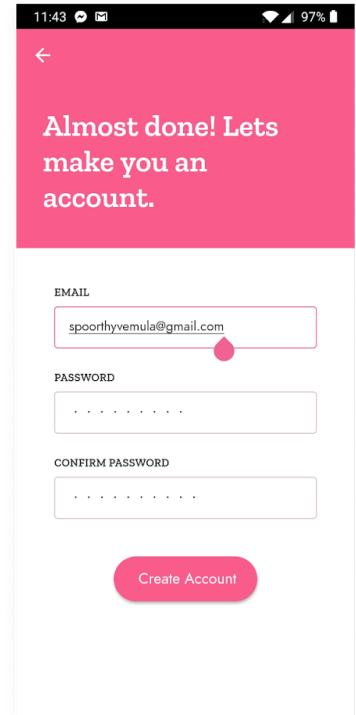 11:43 97%
Almost done! Lets
make you an
account.
EMAIL
spoorthyvemula@gmail.com
PASSWORD
· · · · · · · · ·
CONFIRM PASSWORD
· · · · · · · · · ·
Create Account